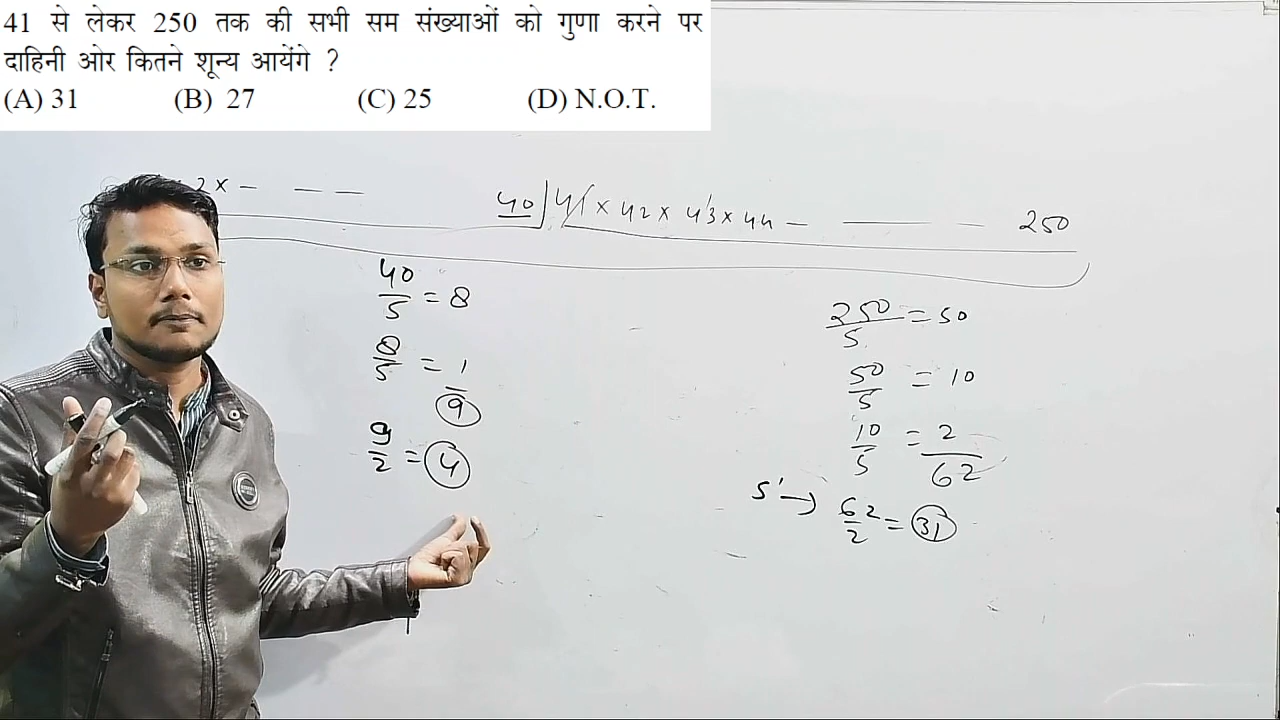 41 से लेकर 250 तक की सभी सम संख्याओं को गुणा करने पर
दाहिनी ओर कितने शून्य आयेंगे ?
(A) 31 (B) 27 (C) 25 (D) N.O.T.
2 × – – –
40 | 41 × 42 × 43 × 44 – – – 250
40/5 = 8
8/5 = 1
9
9/2 = 4
250/5 = 50
50/5 = 10
10/5 = 2
62
5' → 62/2 = 31